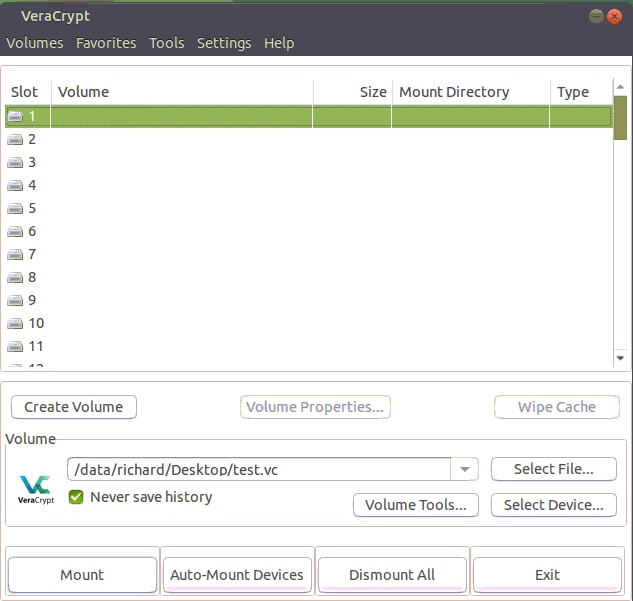 VeraCrypt
Volumes Favorites Tools Settings Help
Slot Volume Size Mount Directory Type
1
2
3
4
5
6
7
8
9
10
11
12
Create Volume Volume Properties... Wipe Cache
Volume
/data/richard/Desktop/test.vc Select File...
VeraCrypt
Never save history
Volume Tools... Select Device...
Mount Auto-Mount Devices Dismount All Exit